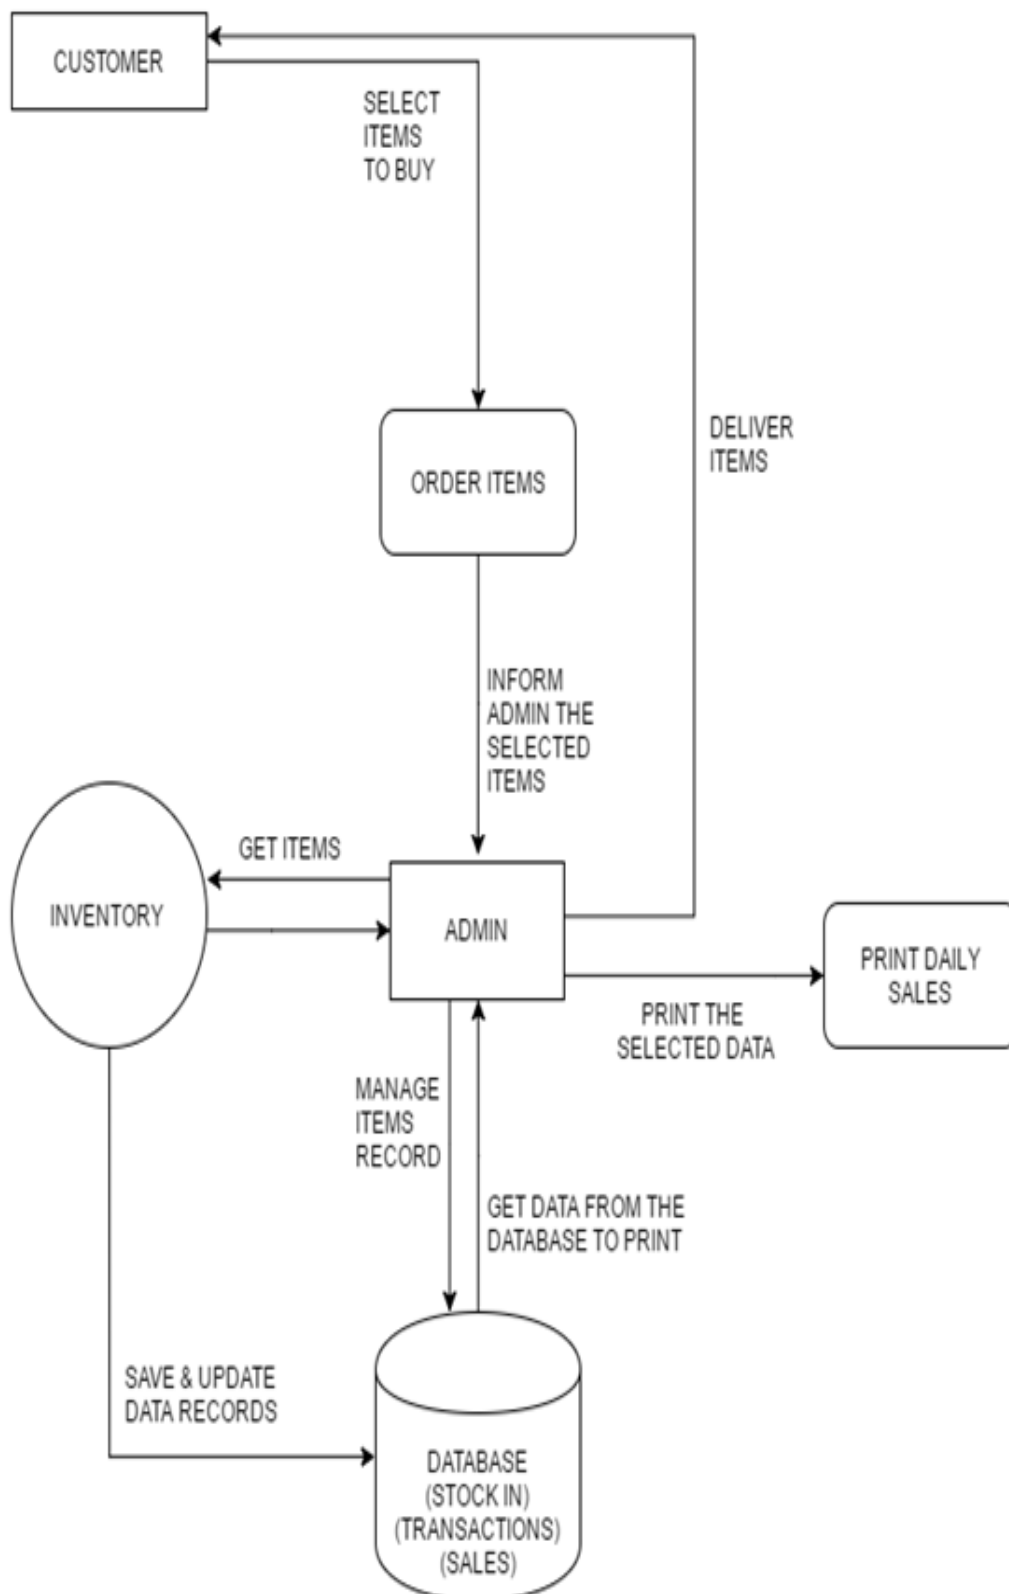 CUSTOMER
SELECT
ITEMS
TO BUY
DELIVER
ITEMS
ORDER ITEMS
INFORM
ADMIN THE
SELECTED
ITEMS
GET ITEMS
INVENTORY
ADMIN
PRINT DAILY
SALES
PRINT THE
SELECTED DATA
MANAGE
ITEMS
RECORD
GET DATA FROM THE
DATABASE TO PRINT
SAVE & UPDATE
DATA RECORDS
DATABASE
(STOCK IN)
(TRANSACTIONS)
(SALES)